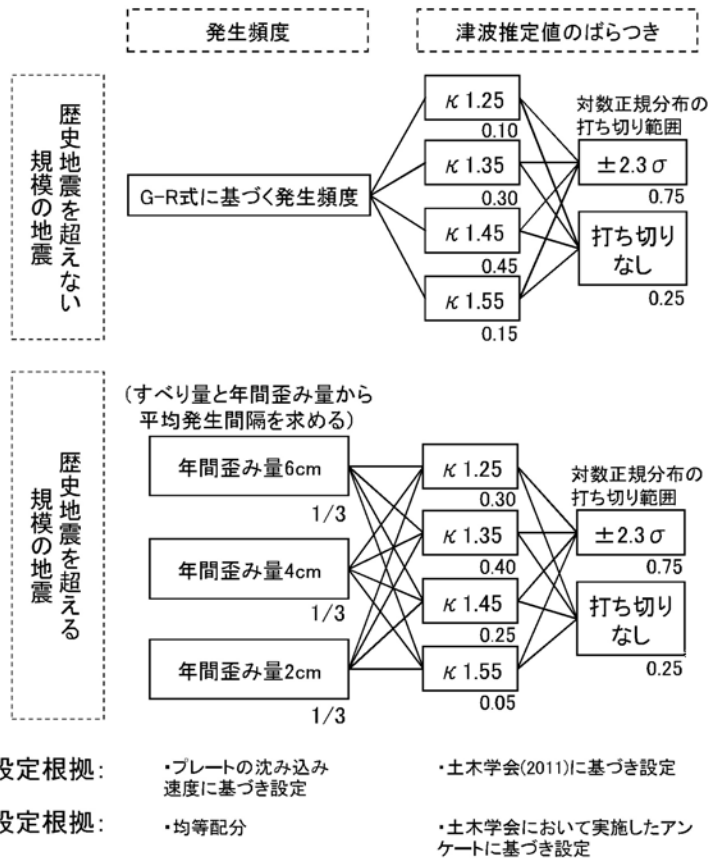 発生頻度
津波推定値のばらつき
歴史地震を超えない
規模の地震
G-R式に基づく発生頻度
κ1.25
0.10
κ1.35
0.30
κ1.45
0.45
κ1.55
0.15
対数正規分布の
打ち切り範囲
±2.3σ
0.75
打ち切り
なし
0.25
歴史地震を超える
規模の地震
(すべり量と年間歪み量から
平均発生間隔を求める)
年間歪み量6cm
1/3
年間歪み量4cm
1/3
年間歪み量2cm
1/3
κ1.25
0.30
κ1.35
0.40
κ1.45
0.25
κ1.55
0.05
対数正規分布の
打ち切り範囲
±2.3σ
0.75
打ち切り
なし
0.25
設定根拠:
・プレートの沈み込み
速度に基づき設定
・土木学会(2011)に基づき設定
設定根拠:
・均等配分
・土木学会において実施したアン
ケートに基づき設定